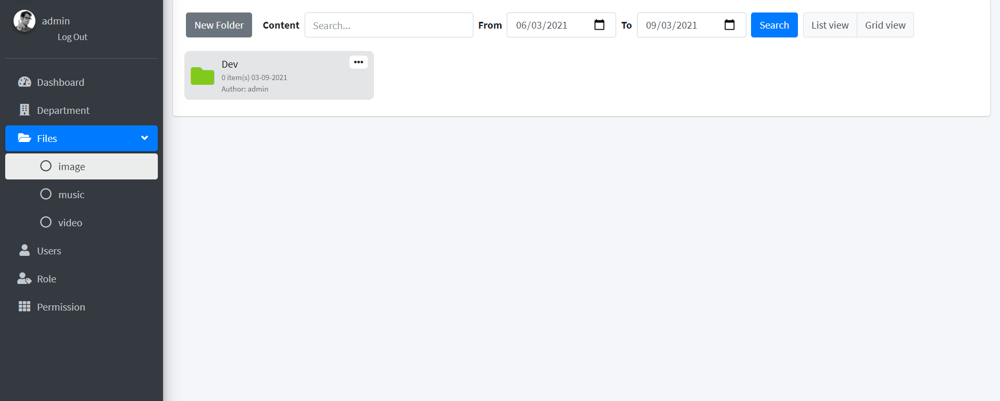 admin
Log Out
Dashboard
Department
Files
image
music
video
Users
Role
Permission
New Folder Content Search... From 06/03/2021 To 09/03/2021 Search List view Grid view
Dev
0 item(s) 03-09-2021
Author: admin